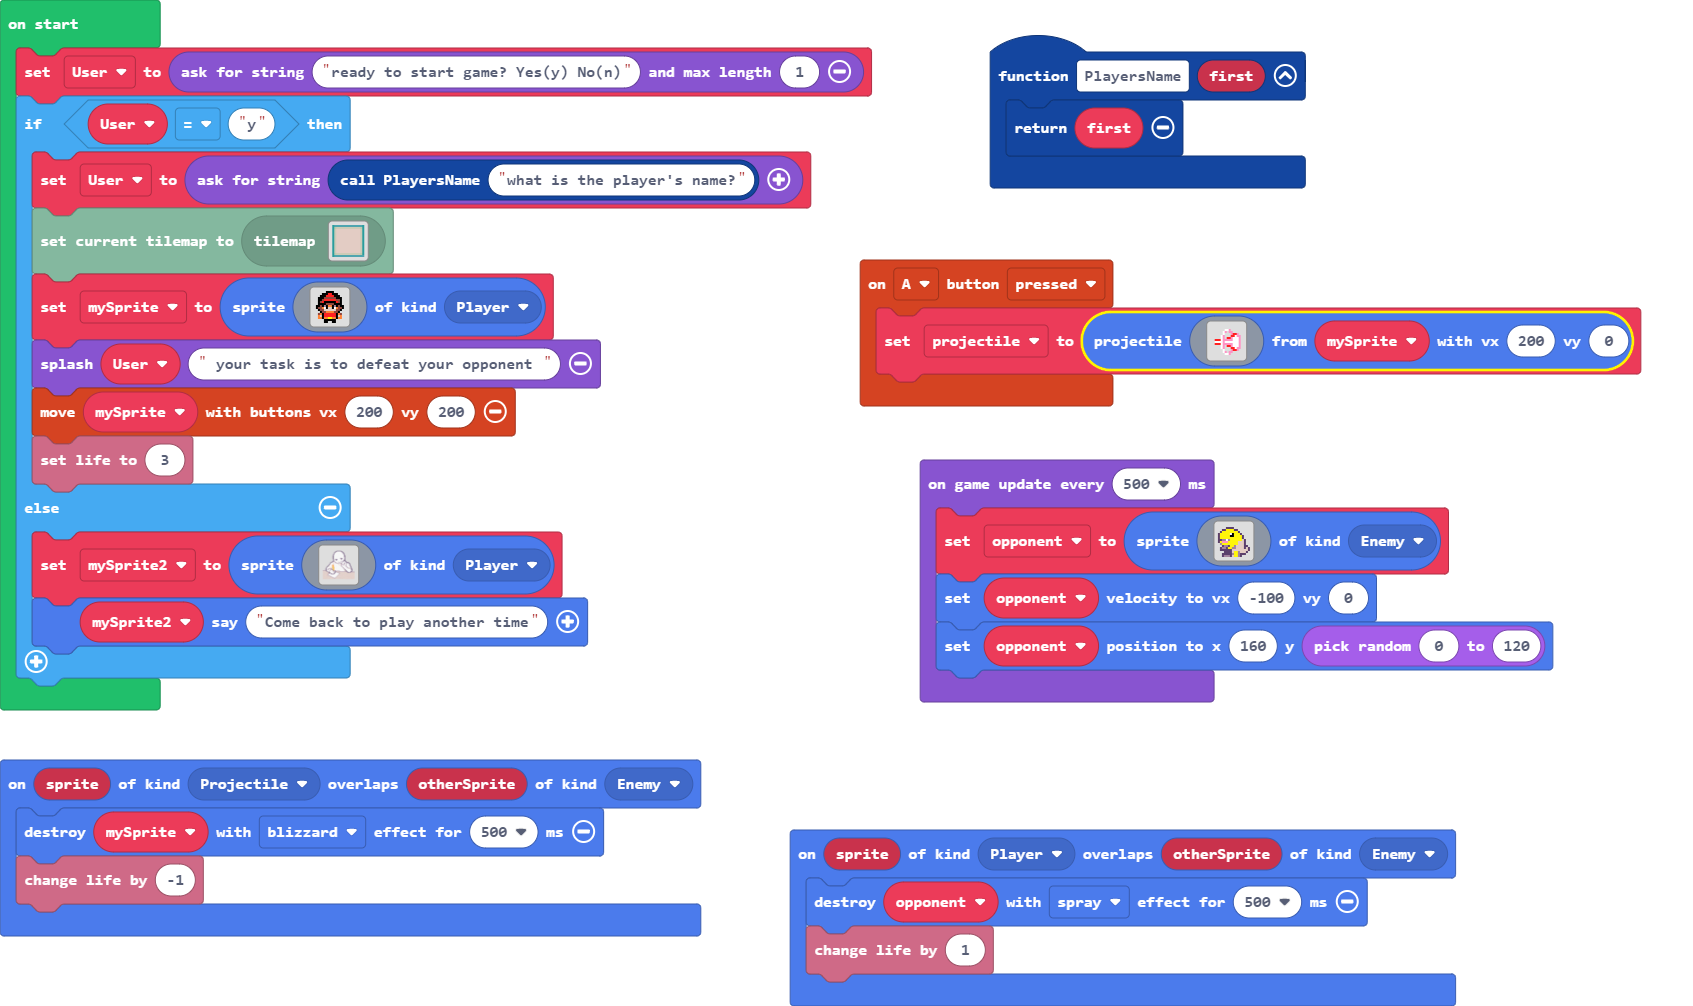 on start
set User to ask for string "ready to start game? Yes(y) No(n)" and max length 1
if User = "y" then
set User to ask for string call PlayersName "what is the player's name?"
set current tilemap to tilemap
set mySprite to sprite of kind Player
splash User " your task is to defeat your opponent "
move mySprite with buttons vx 200 vy 200
set life to 3
else
set mySprite2 to sprite of kind Player
mySprite2 say "Come back to play another time"
function PlayersName first
return first
on A button pressed
set projectile to projectile from mySprite with vx 200 vy 0
on game update every 500 ms
set opponent to sprite of kind Enemy
set opponent velocity to vx -100 vy 0
set opponent position to x 160 y pick random 0 to 120
on sprite of kind Projectile overlaps otherSprite of kind Enemy
destroy mySprite with blizzard effect for 500 ms
change life by -1
on sprite of kind Player overlaps otherSprite of kind Enemy
destroy opponent with spray effect for 500 ms
change life by 1